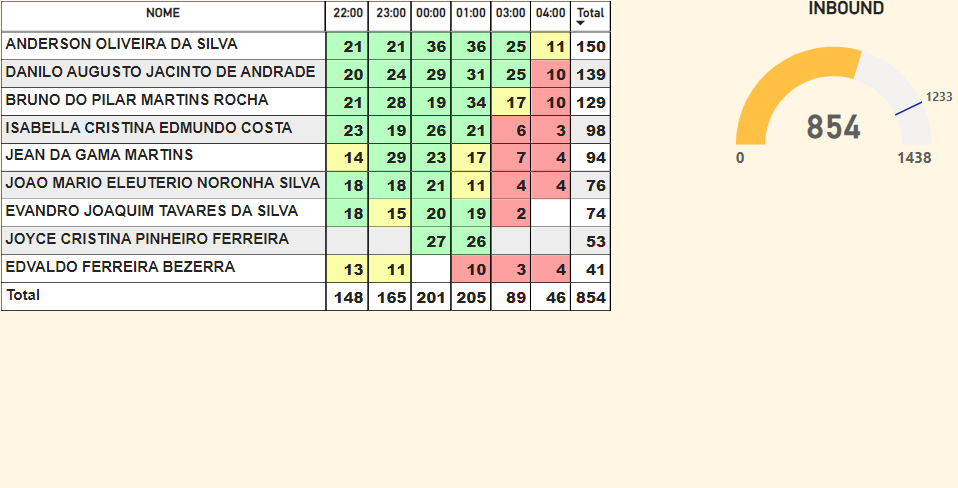 NOME 22:00 23:00 00:00 01:00 03:00 04:00 Total
ANDERSON OLIVEIRA DA SILVA 21 21 36 36 25 11 150
DANILO AUGUSTO JACINTO DE ANDRADE 20 24 29 31 25 10 139
BRUNO DO PILAR MARTINS ROCHA 21 28 19 34 17 10 129
ISABELLA CRISTINA EDMUNDO COSTA 23 19 26 21 6 3 98
JEAN DA GAMA MARTINS 14 29 23 17 7 4 94
JOAO MARIO ELEUTERIO NORONHA SILVA 18 18 21 11 4 4 76
EVANDRO JOAQUIM TAVARES DA SILVA 18 15 20 19 2 74
JOYCE CRISTINA PINHEIRO FERREIRA 27 26 53
EDVALDO FERREIRA BEZERRA 13 11 10 3 4 41
Total 148 165 201 205 89 46 854
INBOUND
1233
854
0 1438